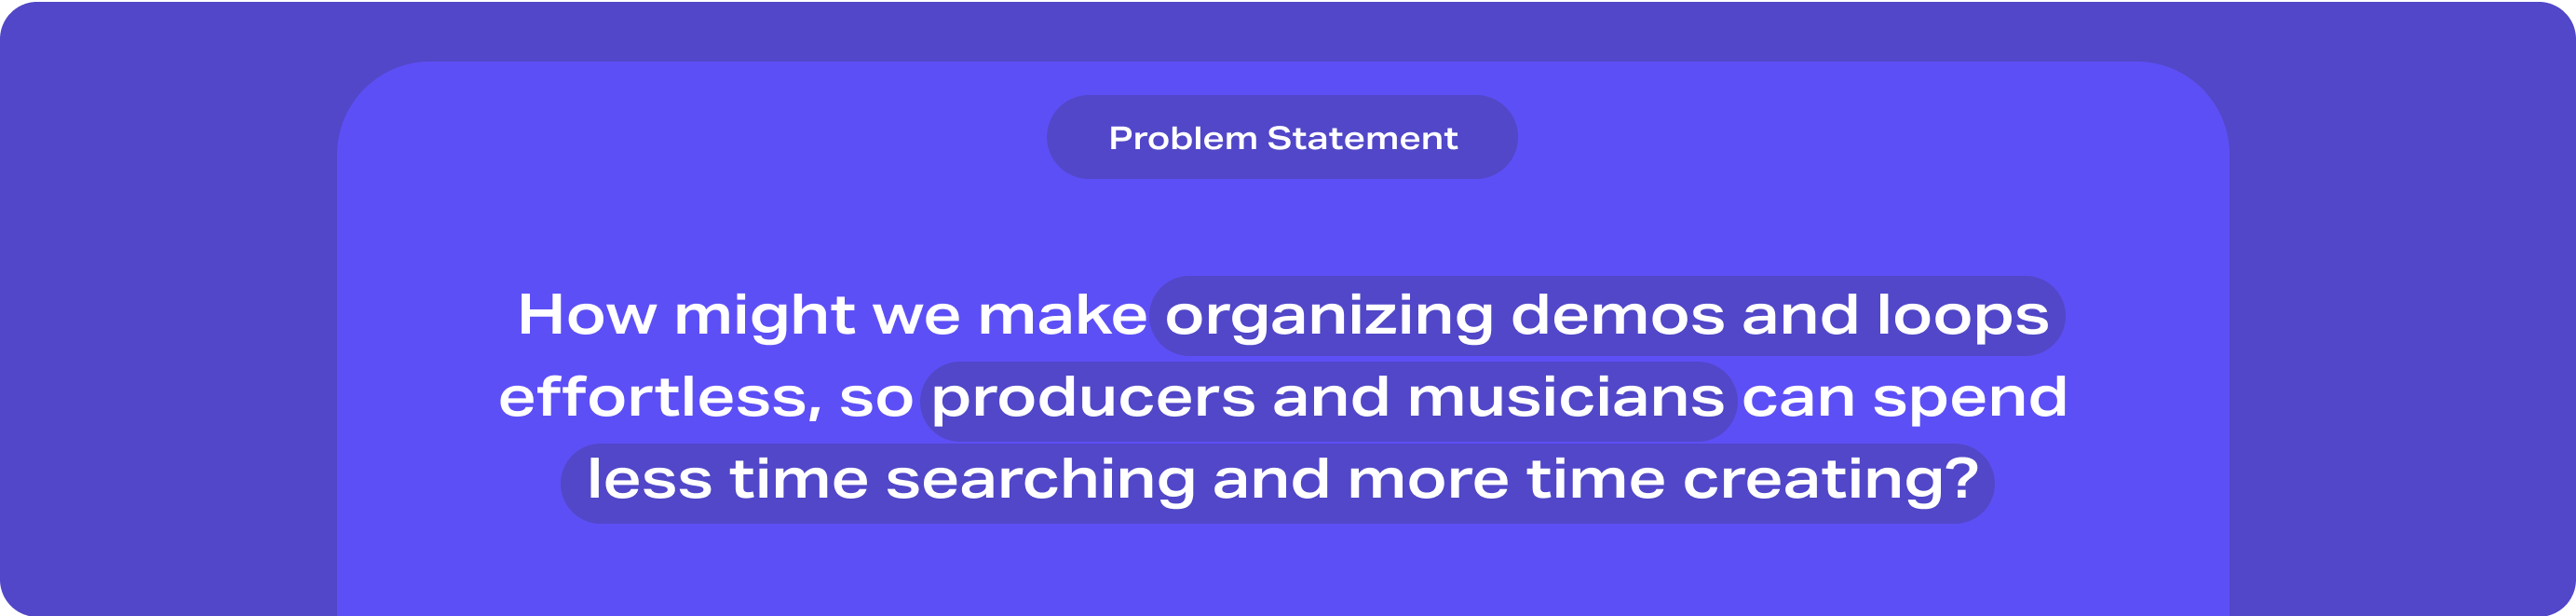 Problem Statement
How might we make organizing demos and loops
effortless, so producers and musicians can spend
less time searching and more time creating?